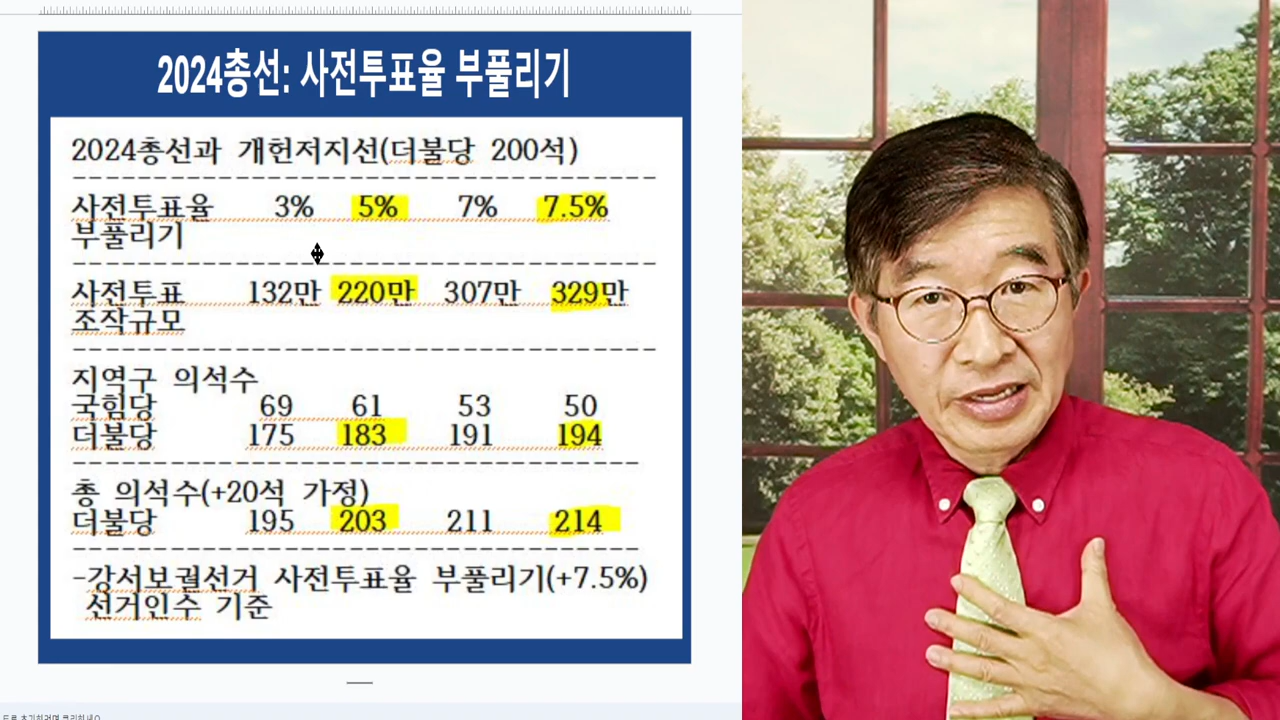 2024총선: 사전투표율 부풀리기
2024총선과 개헌저지선(더불당 200석)
사전투표율 3% 5% 7% 7.5%
부풀리기
사전투표 132만 220만 307만 329만
조작규모
지역구 의석수
국힘당 69 61 53 50
더불당 175 183 191 194
총 의석수(+20석 가정)
더불당 195 203 211 214
-강서보궐선거 사전투표율 부풀리기(+7.5%)
선거인수 기준